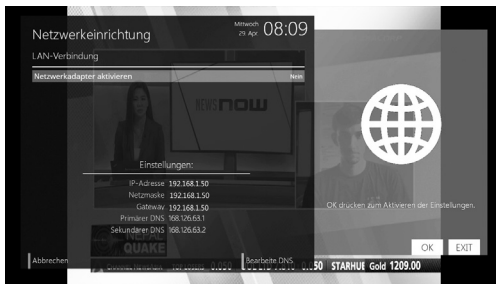 Netzwerkeinrichtung
Mittwoch
29. Apr 08:09
LAN-Verbindung
Netzwerkadapter aktivieren Nein
NEWS NOW
Einstellungen:
IP-Adresse 192.168.1.50
Netzmaske 192.168.1.50
Gateway 192.168.1.50
Primärer DNS 168.126.63.1
Sekundärer DNS 168.126.63.2
OK drücken zum Aktivieren der Einstellungen.
NEPAL
QUAKE
OK EXIT
Abbrechen Bearbeite DNS
STARHUE Gold 1209.00